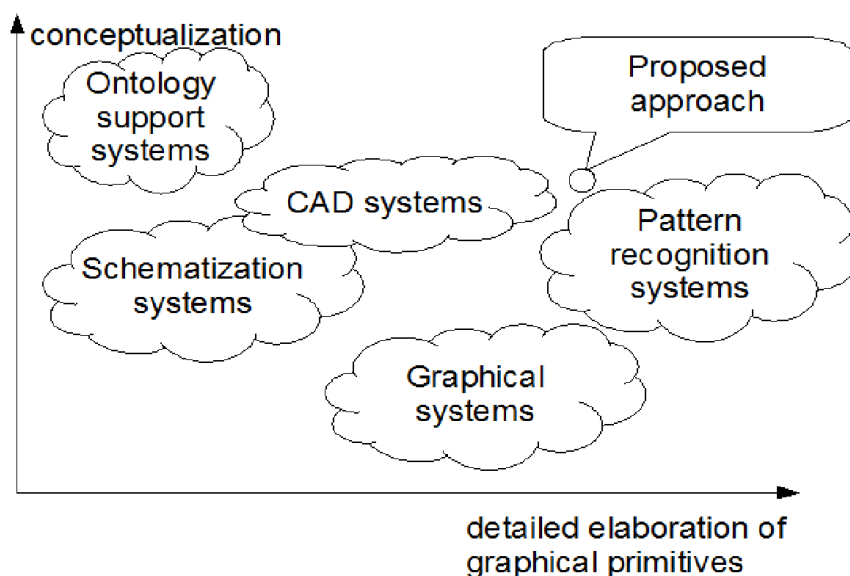 conceptualization
Ontology
support
systems
Proposed
approach
CAD systems
Pattern
recognition
systems
Schematization
systems
Graphical
systems
detailed elaboration of
graphical primitives